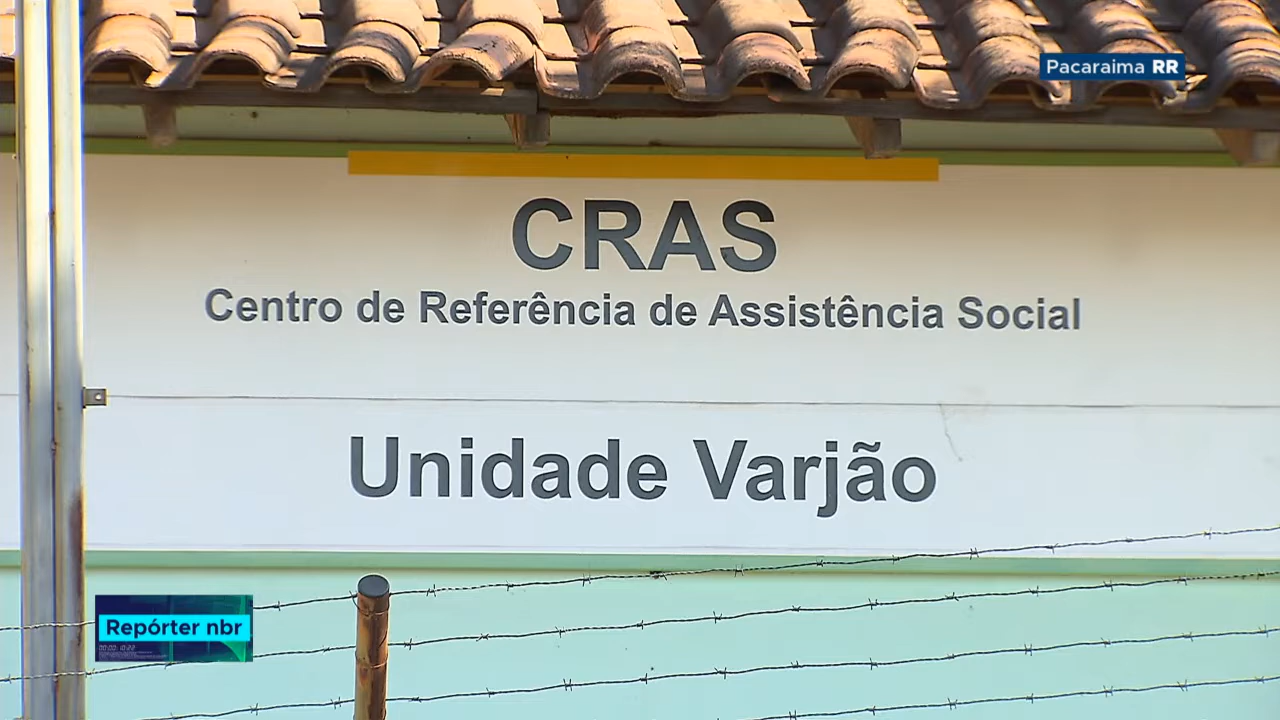 Pacaraima RR
CRAS
Centro de Referência de Assistência Social
Unidade Varjão
Repórter nbr